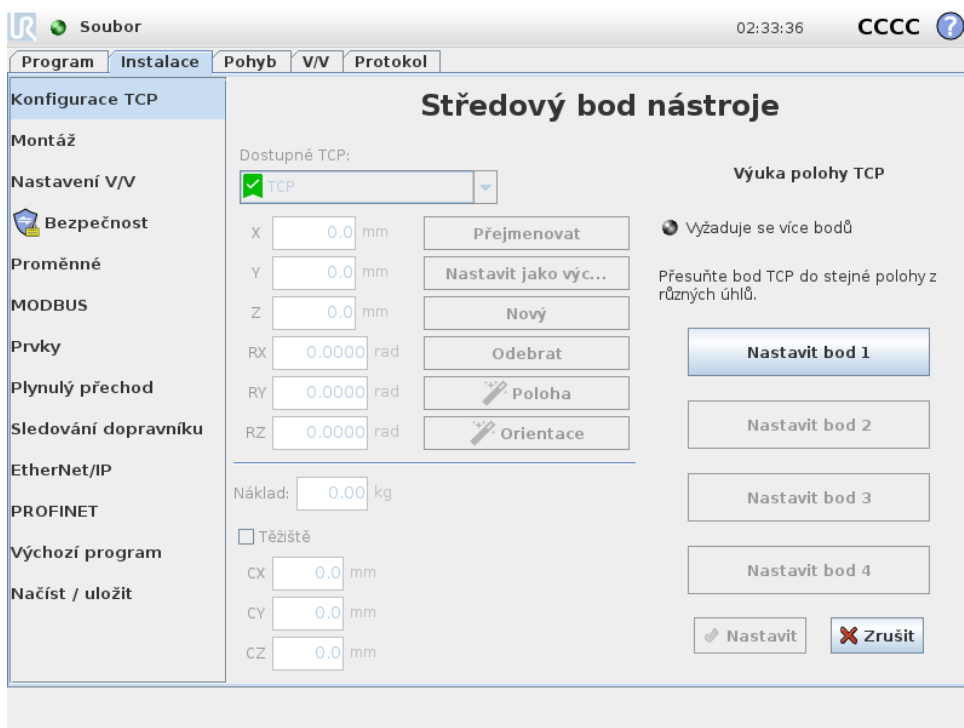 UR Soubor 02:33:36 CCCC ?
Program Instalace Pohyb V/V Protokol
Konfigurace TCP
Montáž
Nastavení V/V
Bezpečnost
Proměnné
MODBUS
Prvky
Plynulý přechod
Sledování dopravníku
EtherNet/IP
PROFINET
Výchozí program
Načíst / uložit
Středový bod nástroje
Dostupné TCP:
TCP
X 0.0 mm Přejmenovat
Y 0.0 mm Nastavit jako výc...
Z 0.0 mm Nový
RX 0.0000 rad Odebrat
RY 0.0000 rad Poloha
RZ 0.0000 rad Orientace
Náklad: 0.00 kg
Těžiště
CX 0.0 mm
CY 0.0 mm
CZ 0.0 mm
Výuka polohy TCP
Vyžaduje se více bodů
Přesuňte bod TCP do stejné polohy z
různých úhlů.
Nastavit bod 1
Nastavit bod 2
Nastavit bod 3
Nastavit bod 4
Nastavit Zrušit